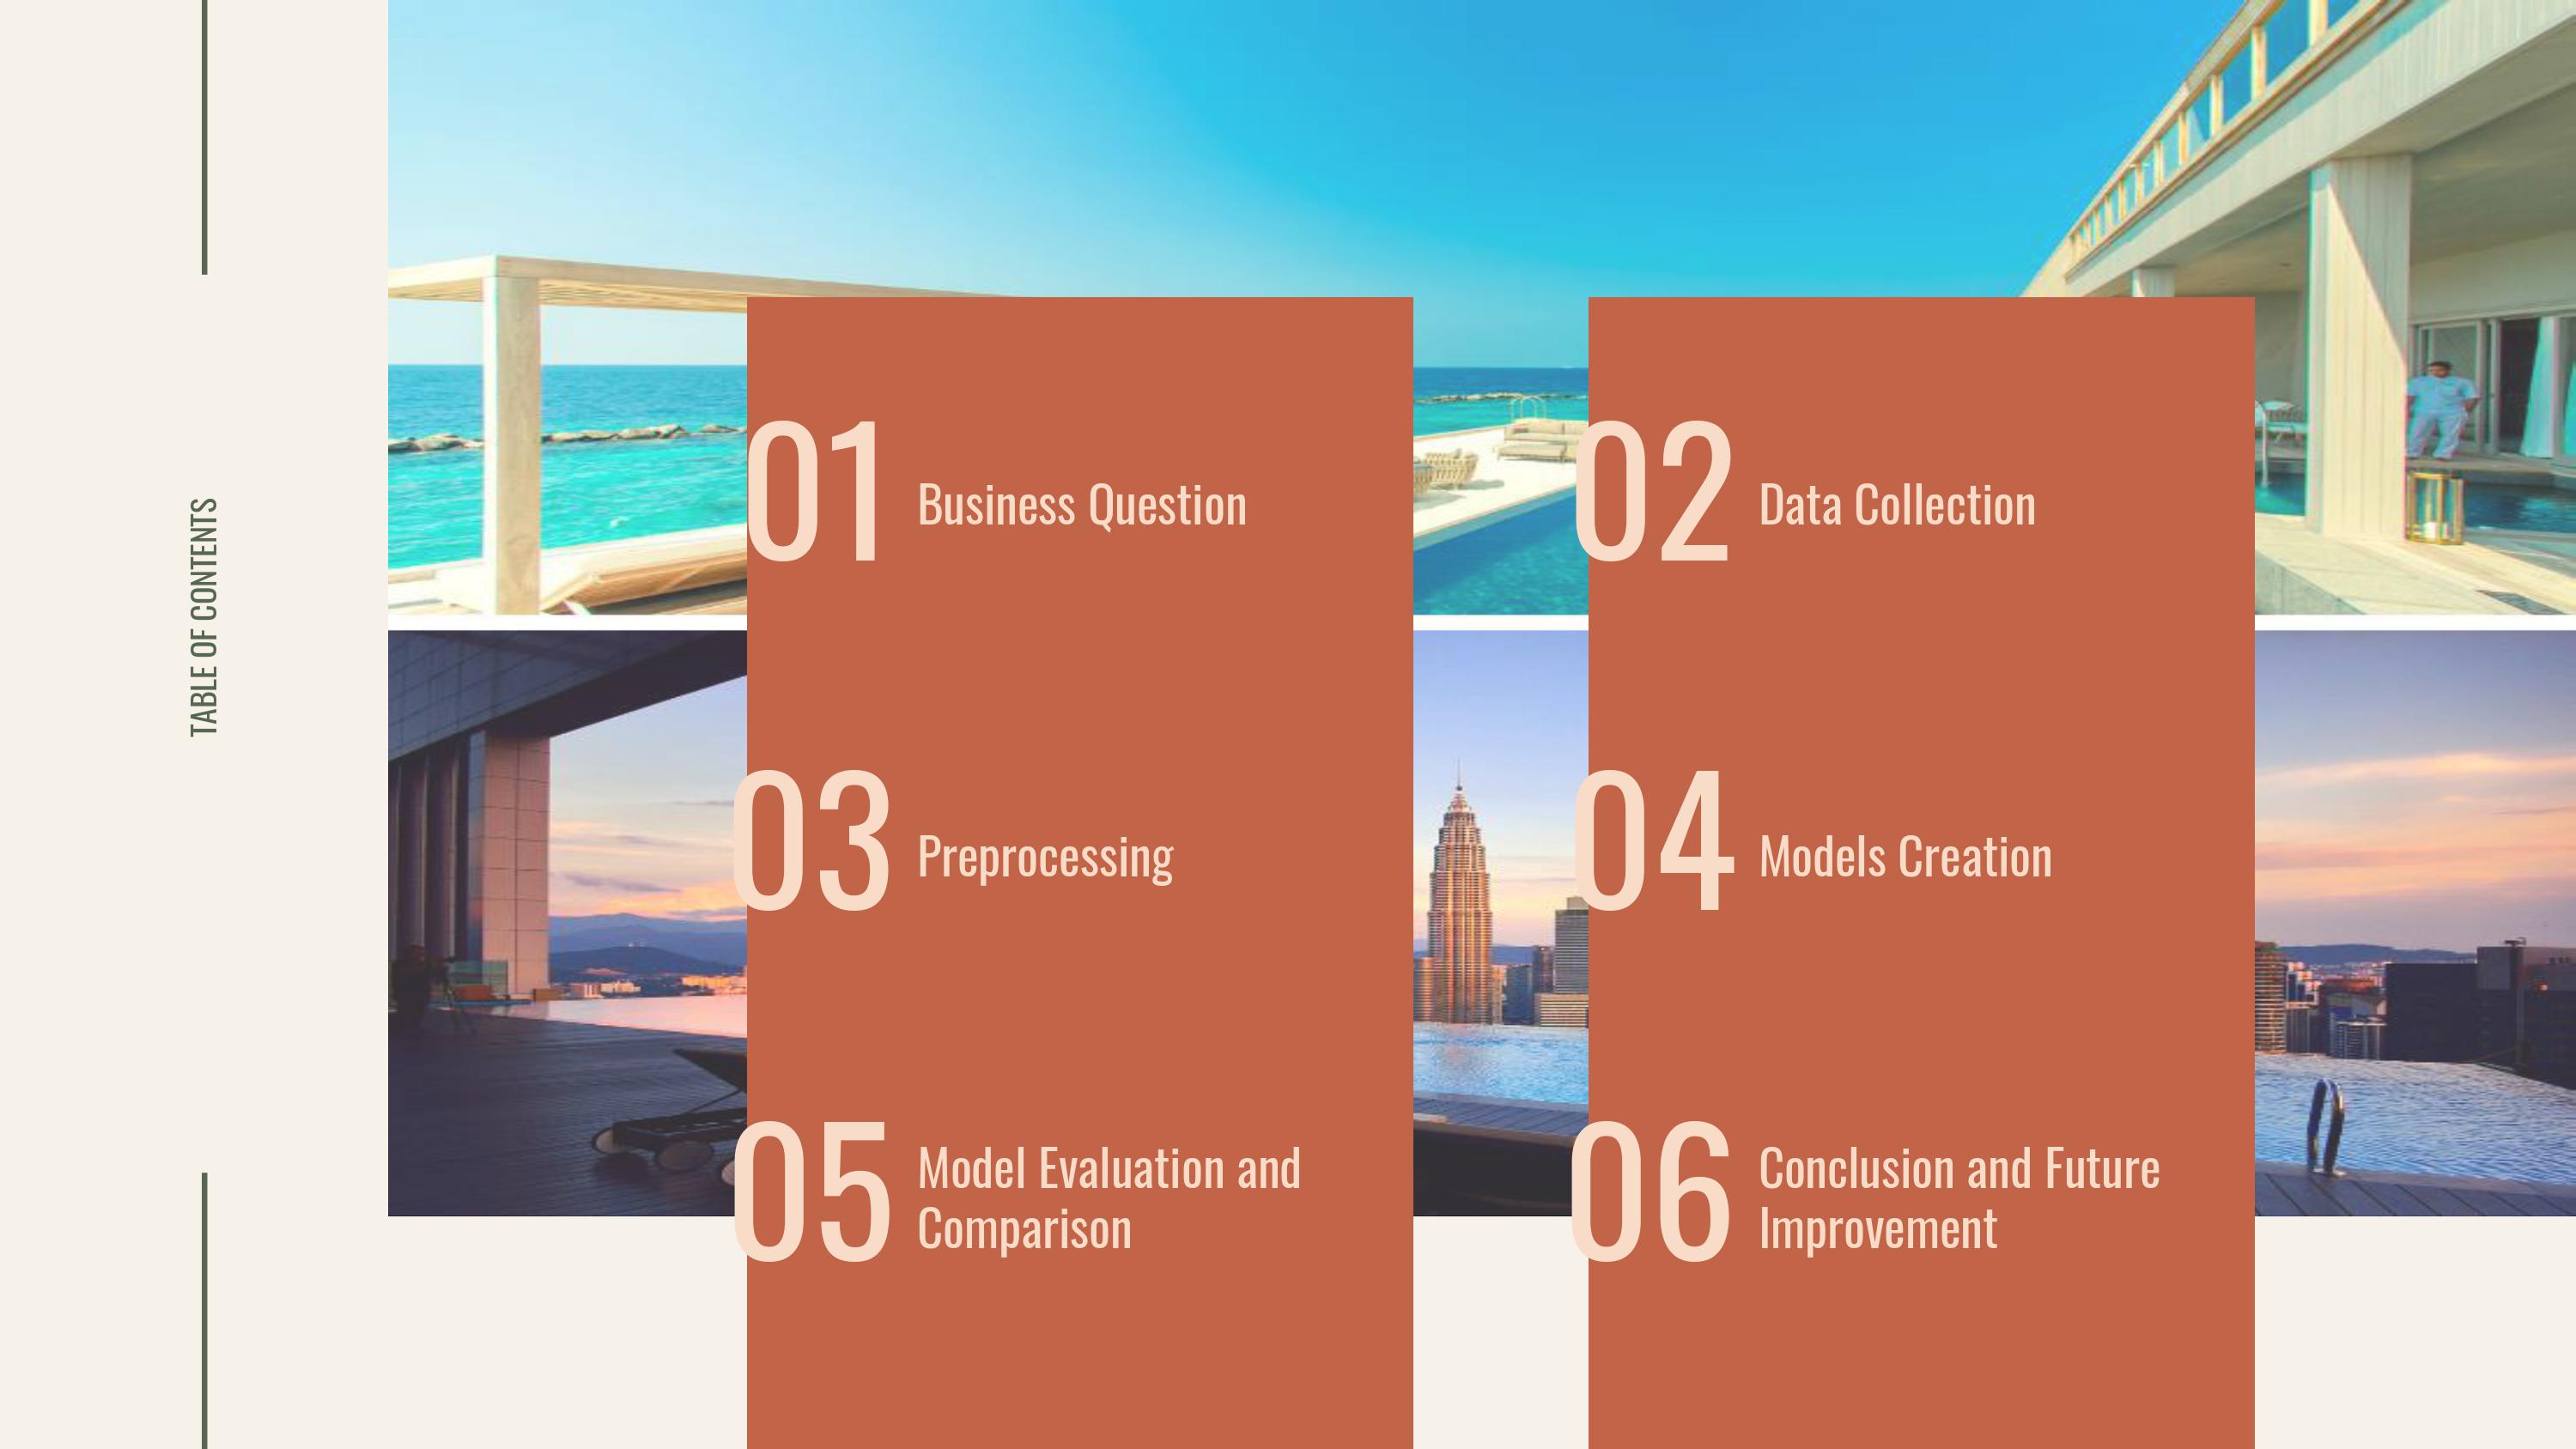 TABLE OF CONTENTS
01 Business Question
02 Data Collection
03 Preprocessing
04 Models Creation
05 Model Evaluation and
Comparison
06 Conclusion and Future
Improvement